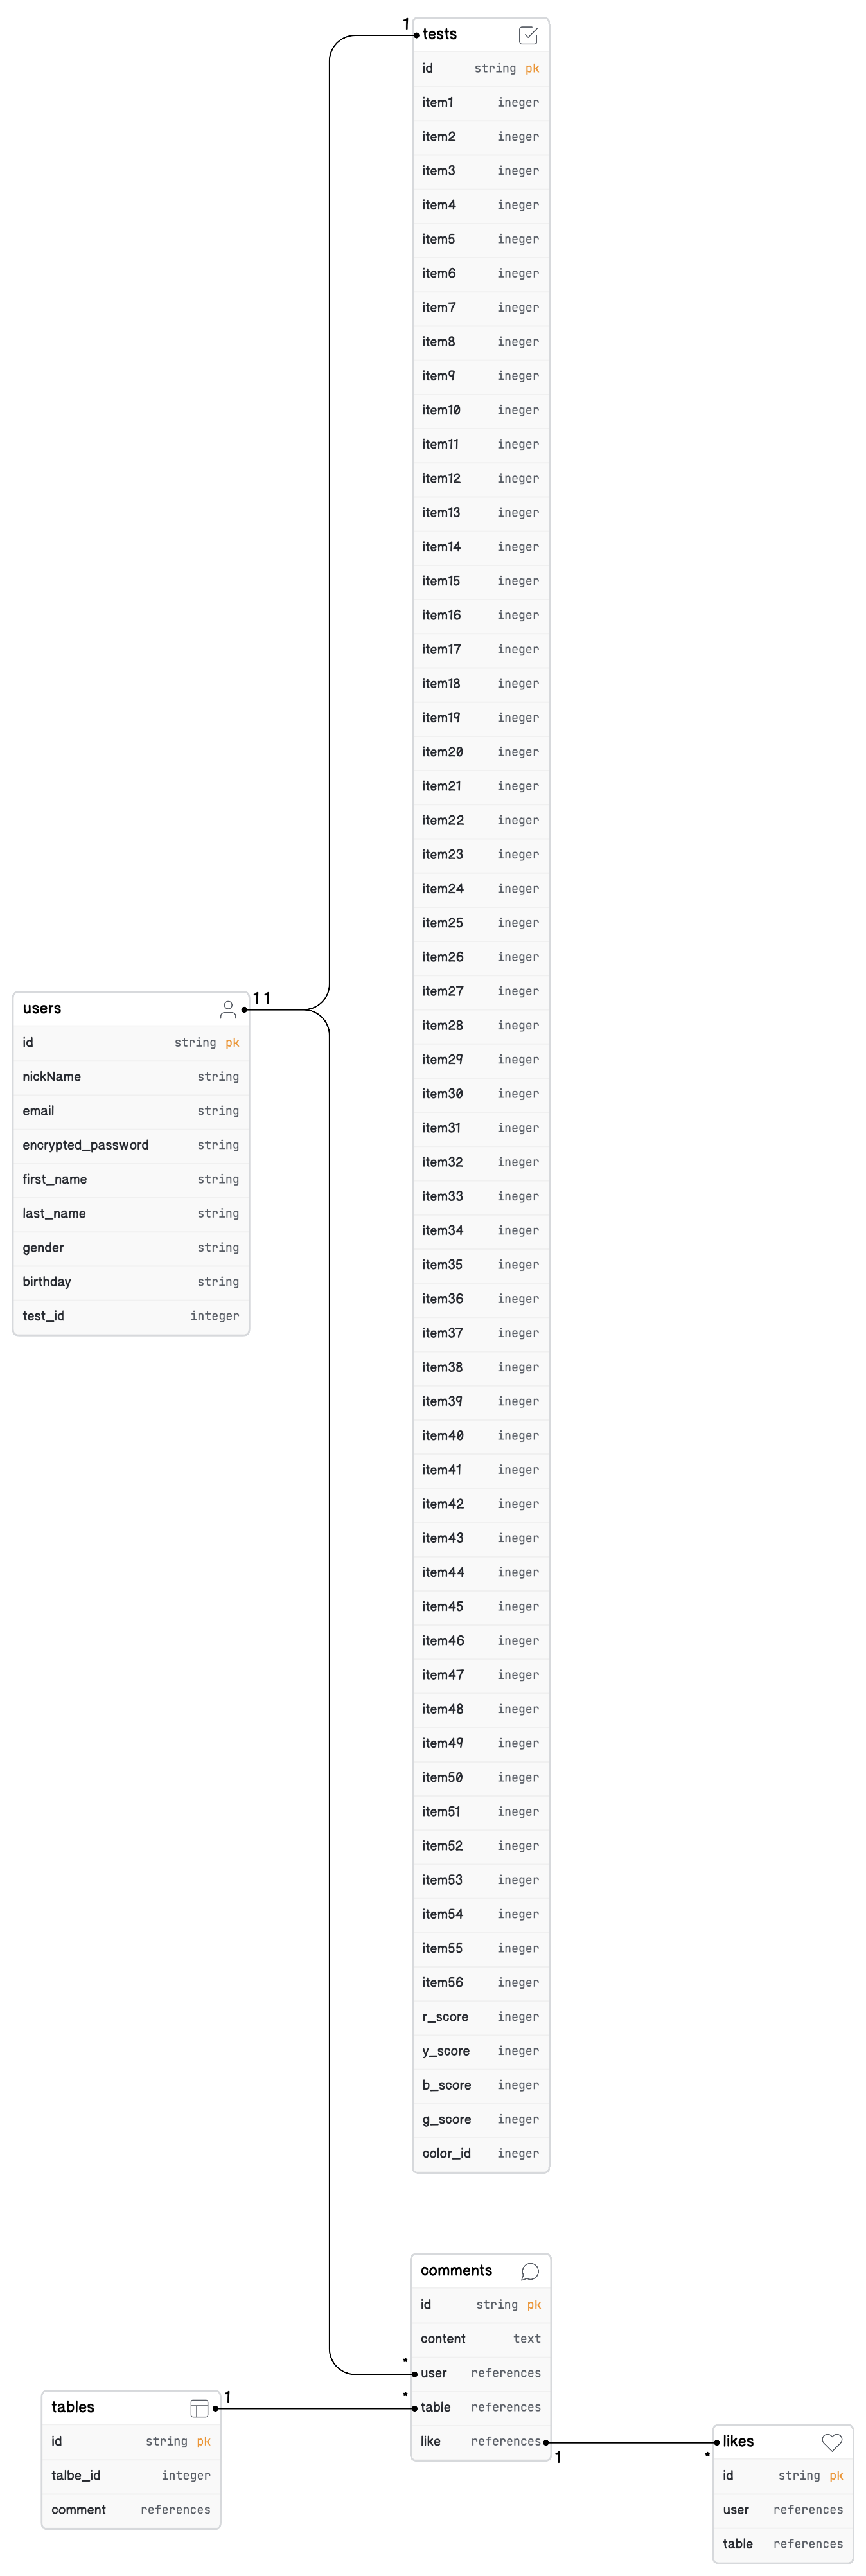 1
tests
id string pk
item1 ineger
item2 ineger
item3 ineger
item4 ineger
item5 ineger
item6 ineger
item7 ineger
item8 ineger
item9 ineger
item10 ineger
item11 ineger
item12 ineger
item13 ineger
item14 ineger
item15 ineger
item16 ineger
item17 ineger
item18 ineger
item19 ineger
item20 ineger
item21 ineger
item22 ineger
item23 ineger
item24 ineger
item25 ineger
item26 ineger
item27 ineger
item28 ineger
item29 ineger
item30 ineger
item31 ineger
item32 ineger
item33 ineger
item34 ineger
item35 ineger
item36 ineger
item37 ineger
item38 ineger
item39 ineger
item40 ineger
item41 ineger
item42 ineger
item43 ineger
item44 ineger
item45 ineger
item46 ineger
item47 ineger
item48 ineger
item49 ineger
item50 ineger
item51 ineger
item52 ineger
item53 ineger
item54 ineger
item55 ineger
item56 ineger
r_score ineger
y_score ineger
b_score ineger
g_score ineger
color_id ineger
users
1 1
id string pk
nickName string
email string
encrypted_password string
first_name string
last_name string
gender string
birthday string
test_id integer
comments
id string pk
content text
*
user references
*
table references
like references
1
tables
1
id string pk
talbe_id integer
comment references
*
likes
id string pk
user references
table references